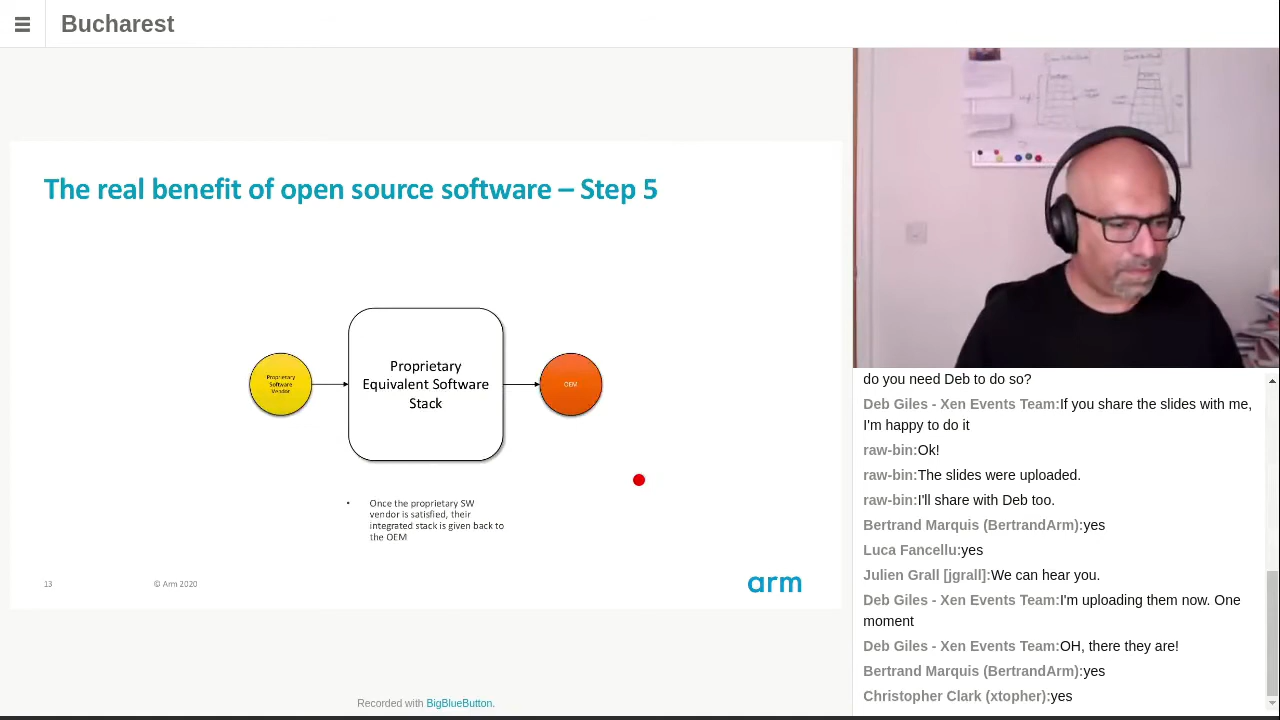 Bucharest
The real benefit of open source software – Step 5
Proprietary
Software
Vendor
Proprietary
Equivalent Software
Stack
OEM
• Once the proprietary SW
vendor is satisfied, their
integrated stack is given back to
the OEM
13
© Arm 2020
arm
Recorded with BigBlueButton.
do you need Deb to do so?
Deb Giles - Xen Events Team:If you share the slides with me,
I'm happy to do it
raw-bin:Ok!
raw-bin:The slides were uploaded.
raw-bin:I'll share with Deb too.
Bertrand Marquis (BertrandArm):yes
Luca Fancellu:yes
Julien Grall [jgrall]:We can hear you.
Deb Giles - Xen Events Team:I'm uploading them now. One
moment
Deb Giles - Xen Events Team:OH, there they are!
Bertrand Marquis (BertrandArm):yes
Christopher Clark (xtopher):yes